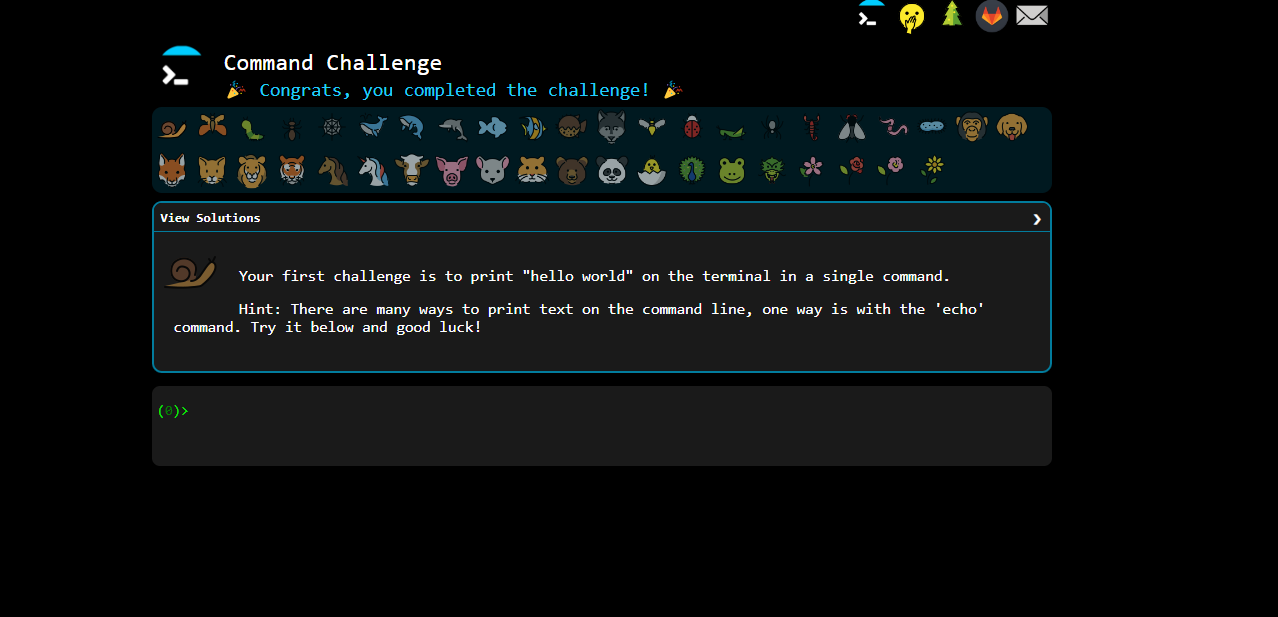 Command Challenge
🎉 Congrats, you completed the challenge! 🎉
View Solutions ❯
Your first challenge is to print "hello world" on the terminal in a single command.
Hint: There are many ways to print text on the command line, one way is with the 'echo'
command. Try it below and good luck!
(0)>